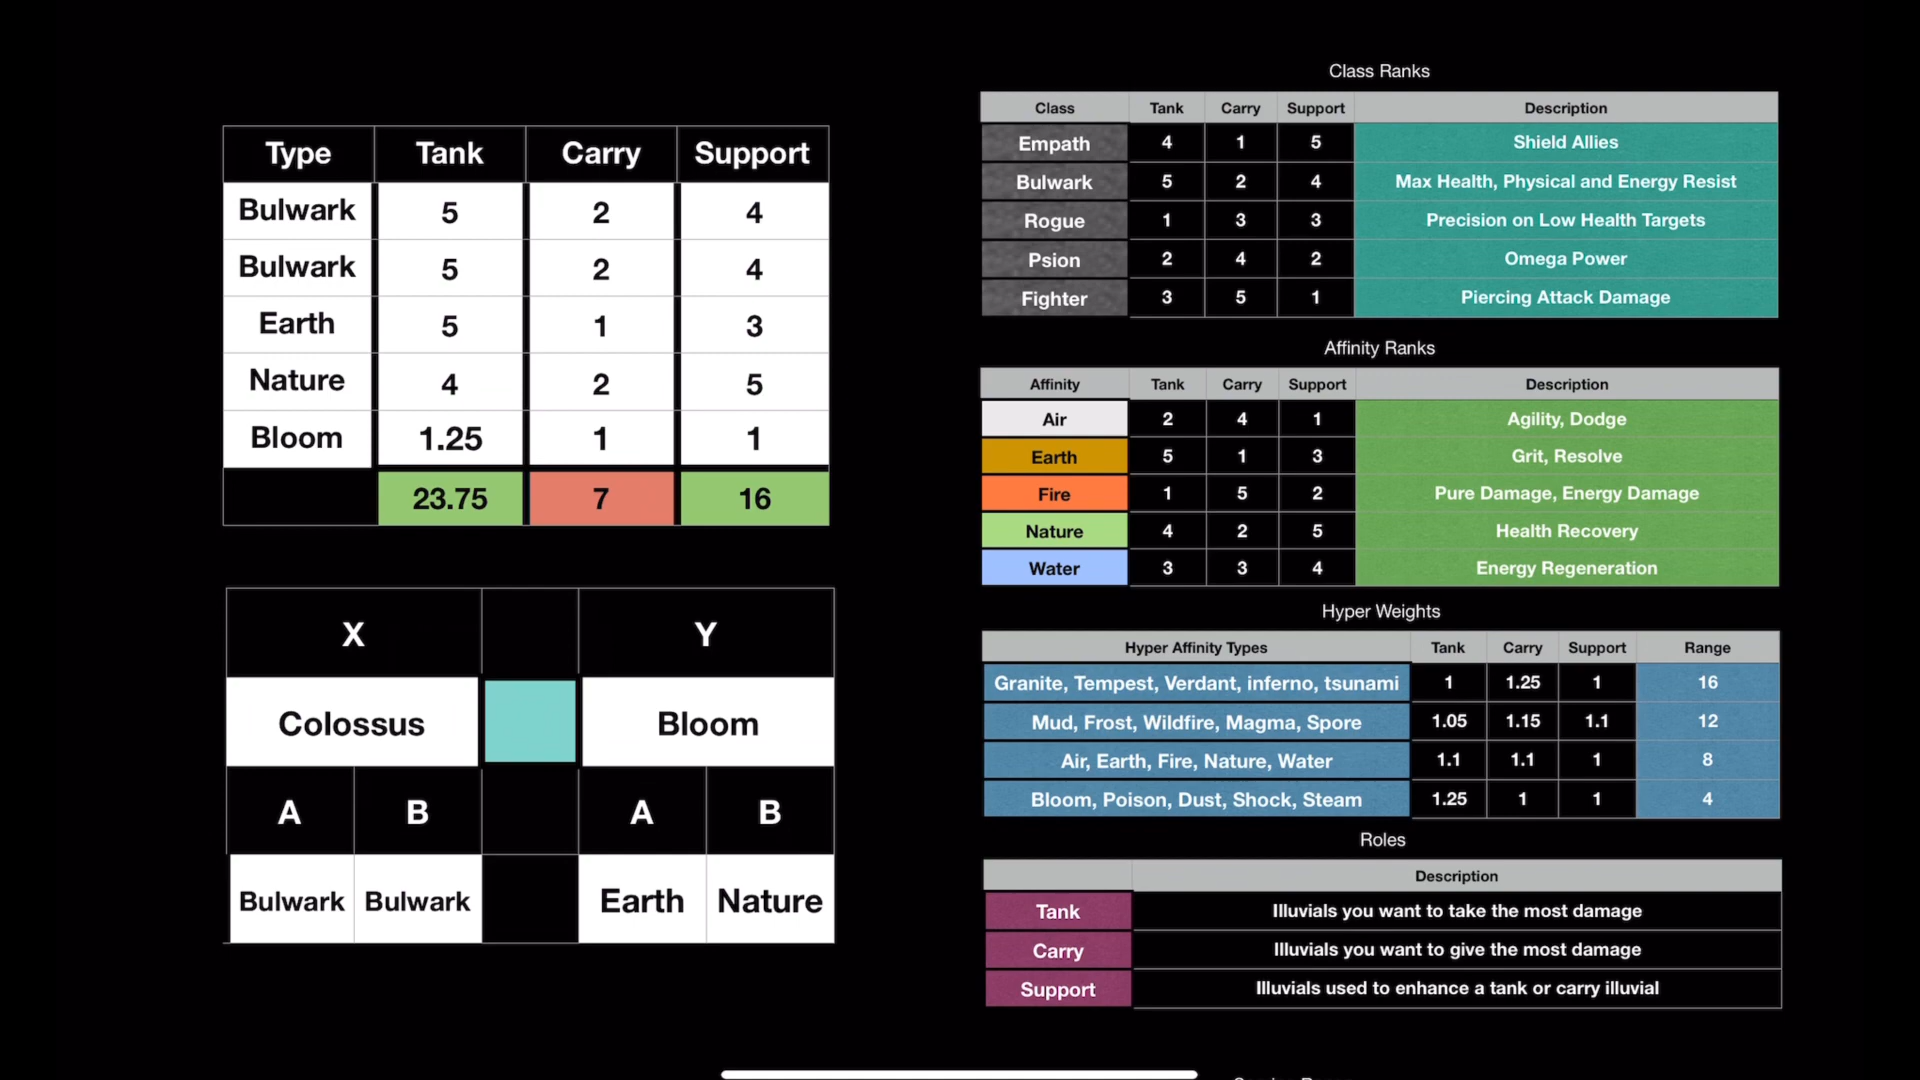 Type Tank Carry Support
Bulwark 5 2 4
Bulwark 5 2 4
Earth 5 1 3
Nature 4 2 5
Bloom 1.25 1 1
23.75 7 16
X Y
Colossus Bloom
A B A B
Bulwark Bulwark Earth Nature
Class Ranks
Class Tank Carry Support Description
Empath 4 1 5 Shield Allies
Bulwark 5 2 4 Max Health, Physical and Energy Resist
Rogue 1 3 3 Precision on Low Health Targets
Psion 2 4 2 Omega Power
Fighter 3 5 1 Piercing Attack Damage
Affinity Ranks
Affinity Tank Carry Support Description
Air 2 4 1 Agility, Dodge
Earth 5 1 3 Grit, Resolve
Fire 1 5 2 Pure Damage, Energy Damage
Nature 4 2 5 Health Recovery
Water 3 3 4 Energy Regeneration
Hyper Weights
Hyper Affinity Types Tank Carry Support Range
Granite, Tempest, Verdant, inferno, tsunami 1 1.25 1 16
Mud, Frost, Wildfire, Magma, Spore 1.05 1.15 1.1 12
Air, Earth, Fire, Nature, Water 1.1 1.1 1 8
Bloom, Poison, Dust, Shock, Steam 1.25 1 1 4
Roles
Description
Tank Illuvials you want to take the most damage
Carry Illuvials you want to give the most damage
Support Illuvials used to enhance a tank or carry illuvial